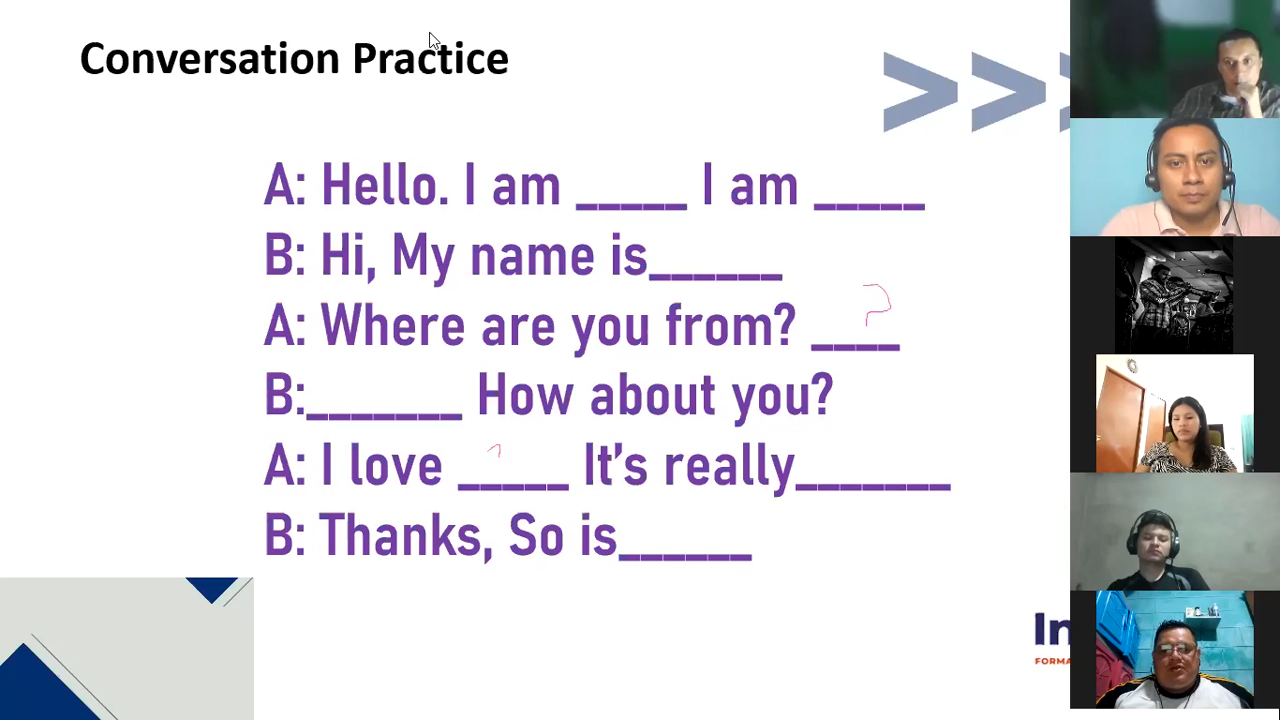 Conversation Practice
>>>
A: Hello. I am _____ I am _____
B: Hi, My name is______
A: Where are you from? ____
?
B:_______ How about you?
A: I love _____ It's really_______
B: Thanks, So is______
In
FORMA